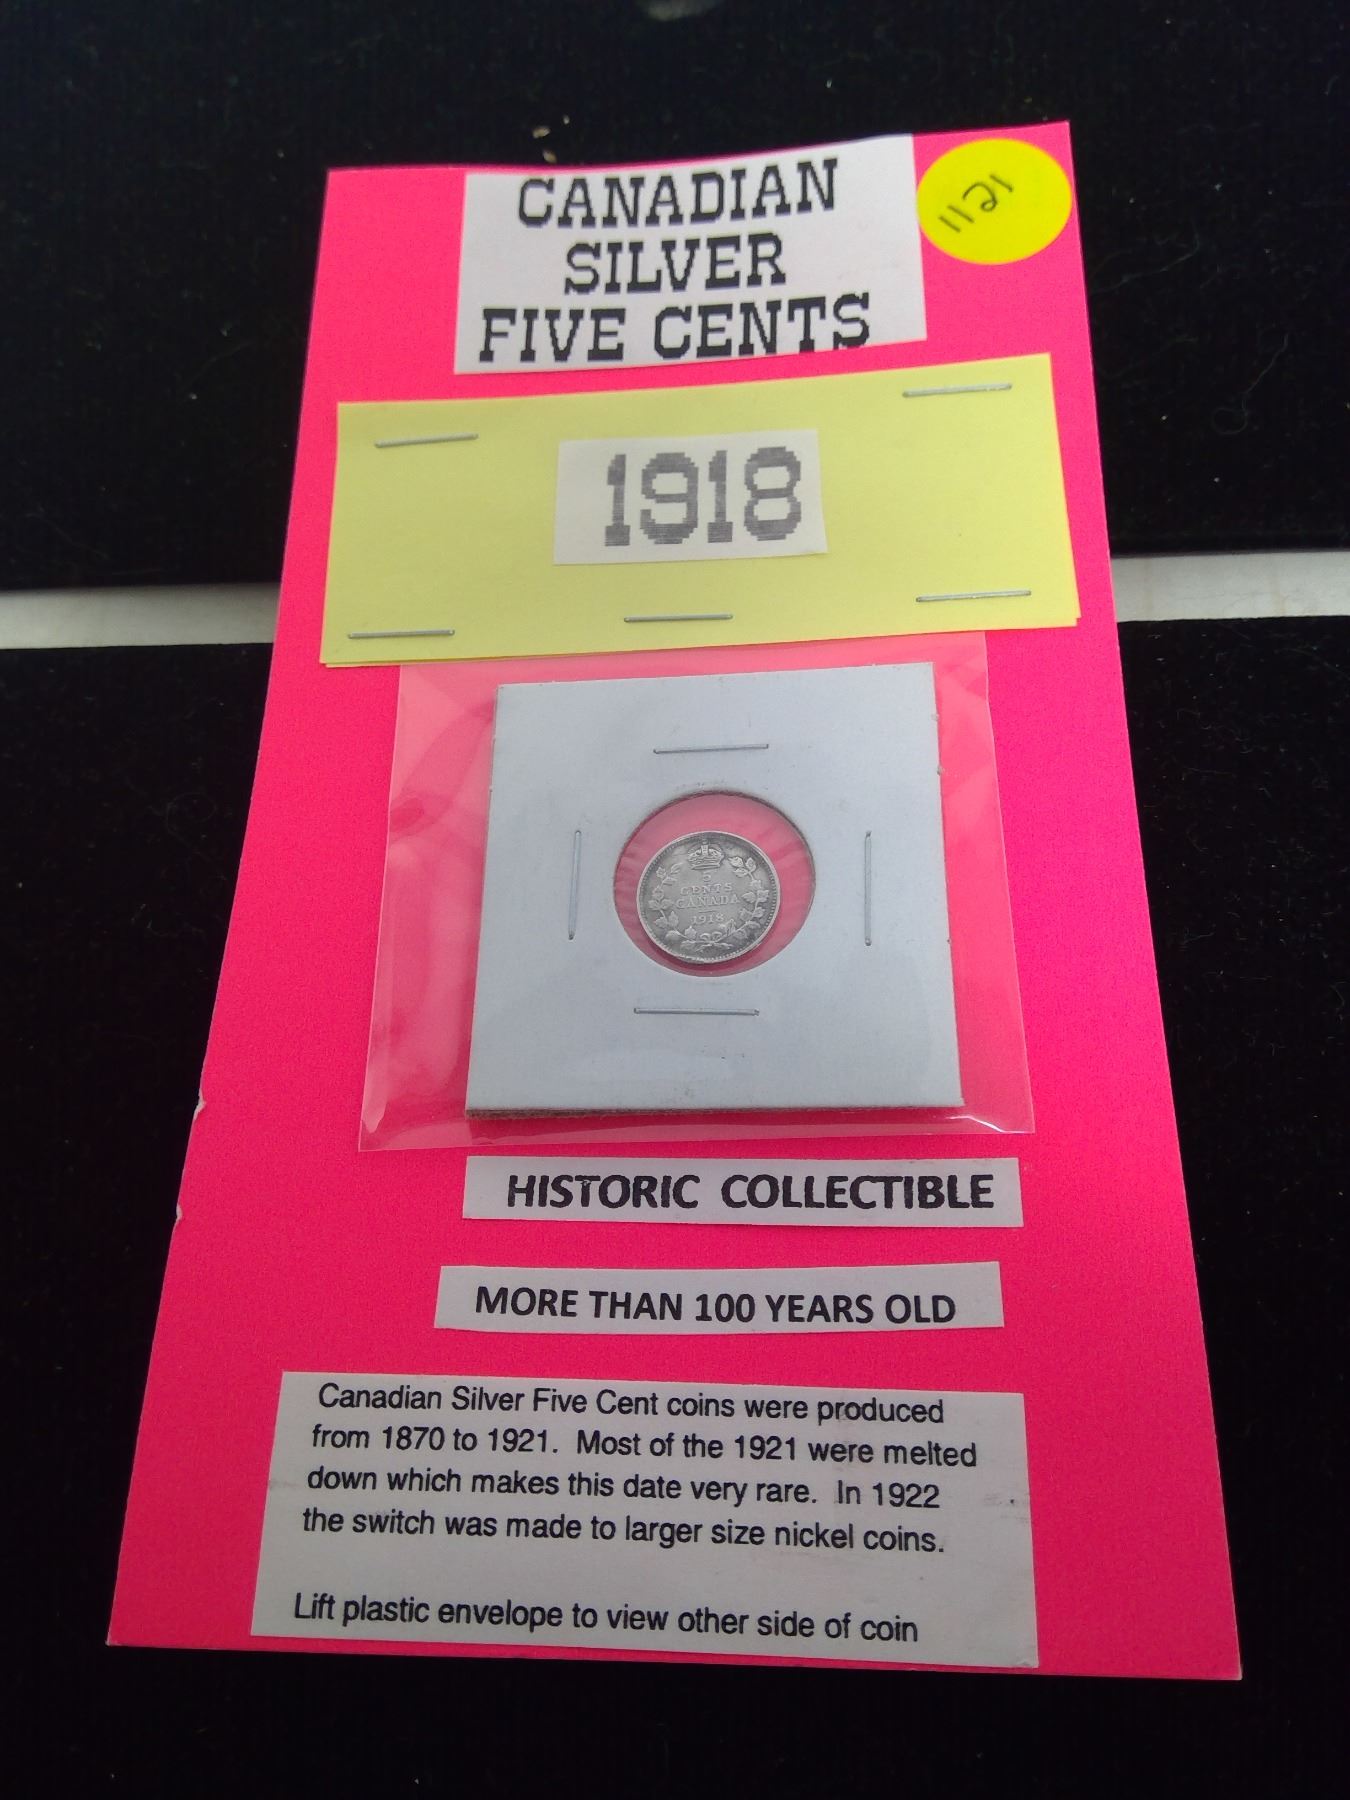 CANADIAN
SILVER
FIVE CENTS
1121
1918
5
CENTS
CANADA
1918
HISTORIC COLLECTIBLE
MORE THAN 100 YEARS OLD
Canadian Silver Five Cent coins were produced
from 1870 to 1921. Most of the 1921 were melted
down which makes this date very rare. In 1922
the switch was made to larger size nickel coins.
Lift plastic envelope to view other side of coin